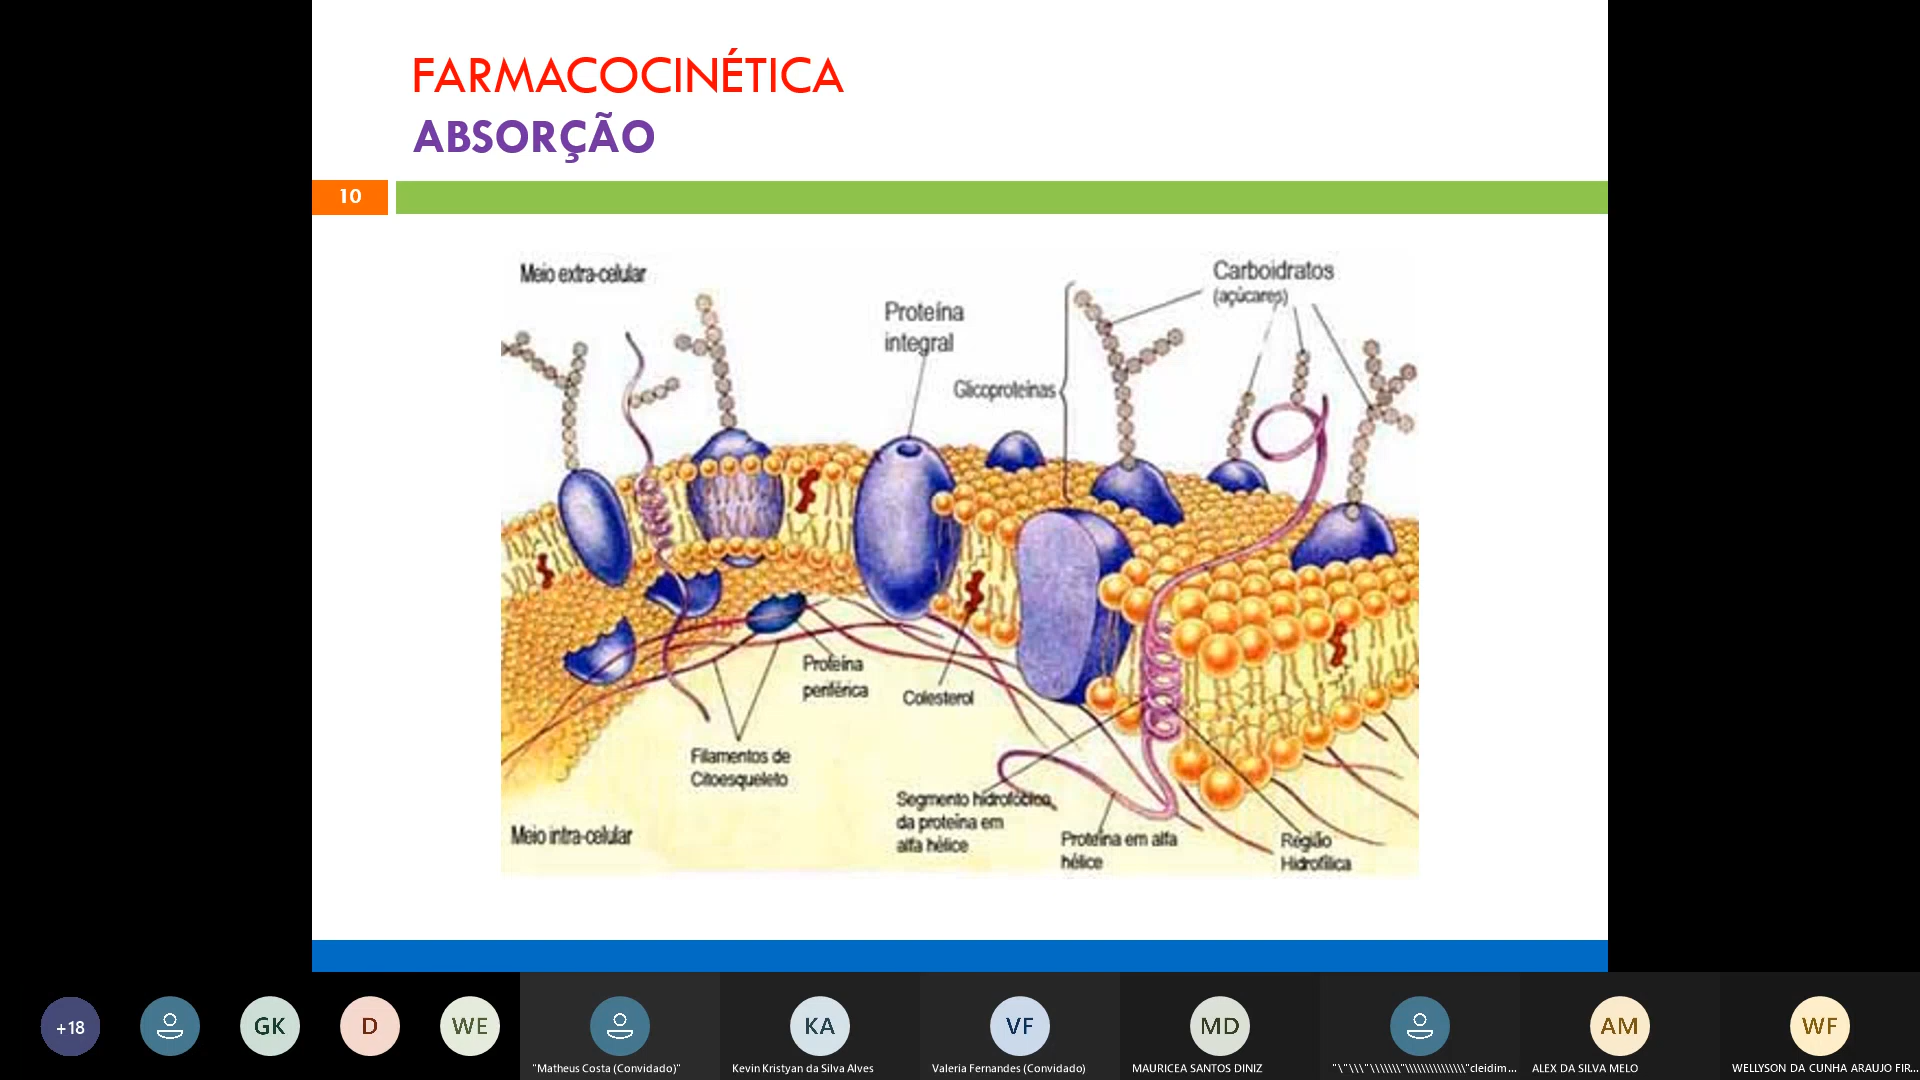 FARMACOCINÉTICA
ABSORÇÃO
10
Meio extra-celular
Carboidratos
(açúcares)
Proteína
integral
Glicoproteinas
Proteína
periférica
Colesterol
Filamentos de
Citoesqueleto
Segmento hidrofóbico,
da proteína em
alfa hélice
Meio intra-celular
Proteína em alfa
hélice
Região
Hidrofílica
+18
GK
D
WE
KA
VF
MD
AM
WF
"Matheus Costa (Convidado)"
Kevin Kristyan da Silva Alves
Valeria Fernandes (Convidado)
MAURICEA SANTOS DINIZ
"\"\\\"\\\\\\\"\\\\\\\\\\\\\\\"cleidim...
ALEX DA SILVA MELO
WELLYSON DA CUNHA ARAUJO FIR...